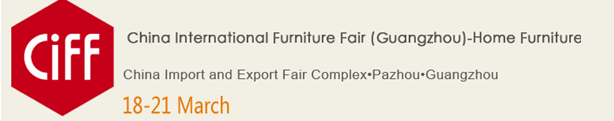 CiFF
China International Furniture Fair (Guangzhou)-Home Furniture
China Import and Export Fair Complex•Pazhou•Guangzhou
18-21 March